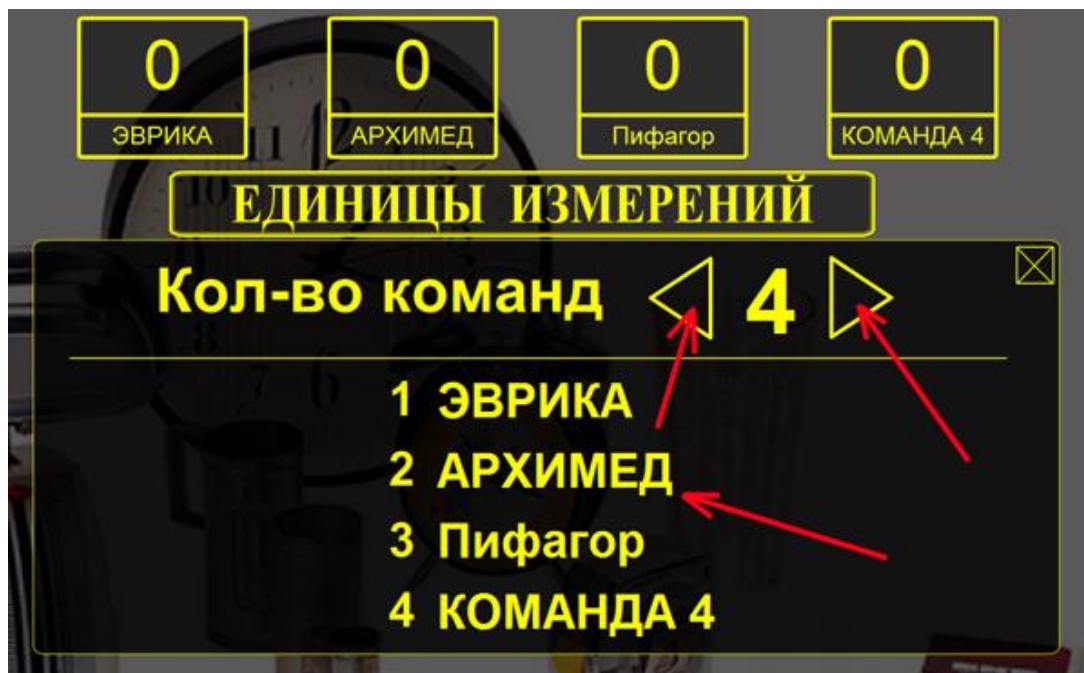 0 0 0 0
ЭВРИКА АРХИМЕД Пифагор КОМАНДА 4
ЕДИНИЦЫ ИЗМЕРЕНИЙ
Кол-во команд 4
1 ЭВРИКА
2 АРХИМЕД
3 Пифагор
4 КОМАНДА 4